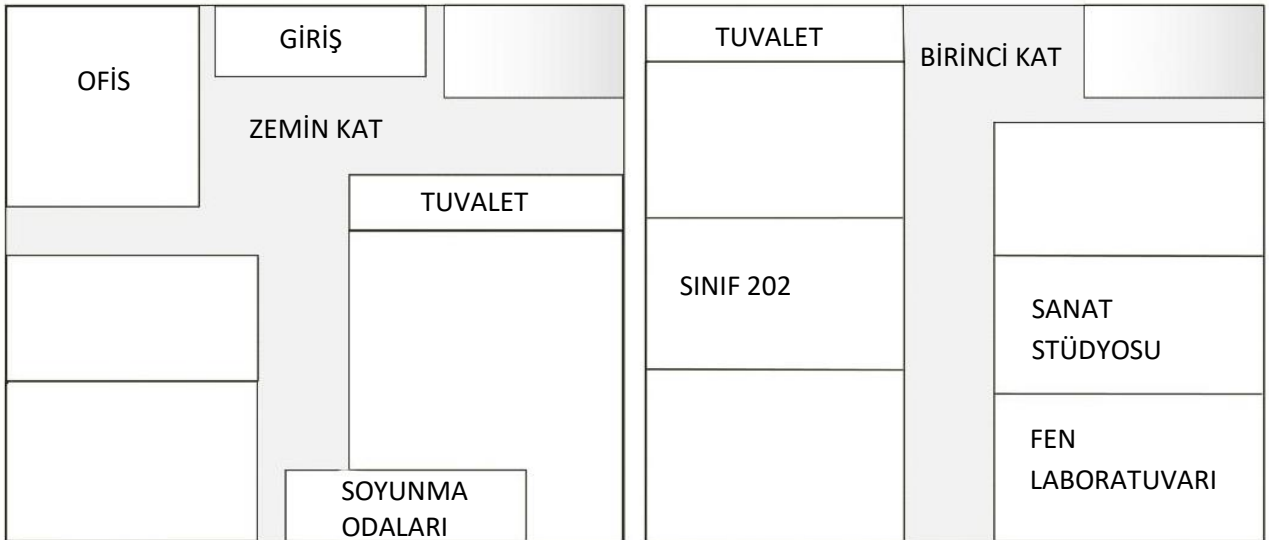 GİRİŞ
OFİS
ZEMİN KAT
TUVALET
SOYUNMA
ODALARI
TUVALET
BİRİNCİ KAT
SINIF 202
SANAT
STÜDYOSU
FEN
LABORATUVARI